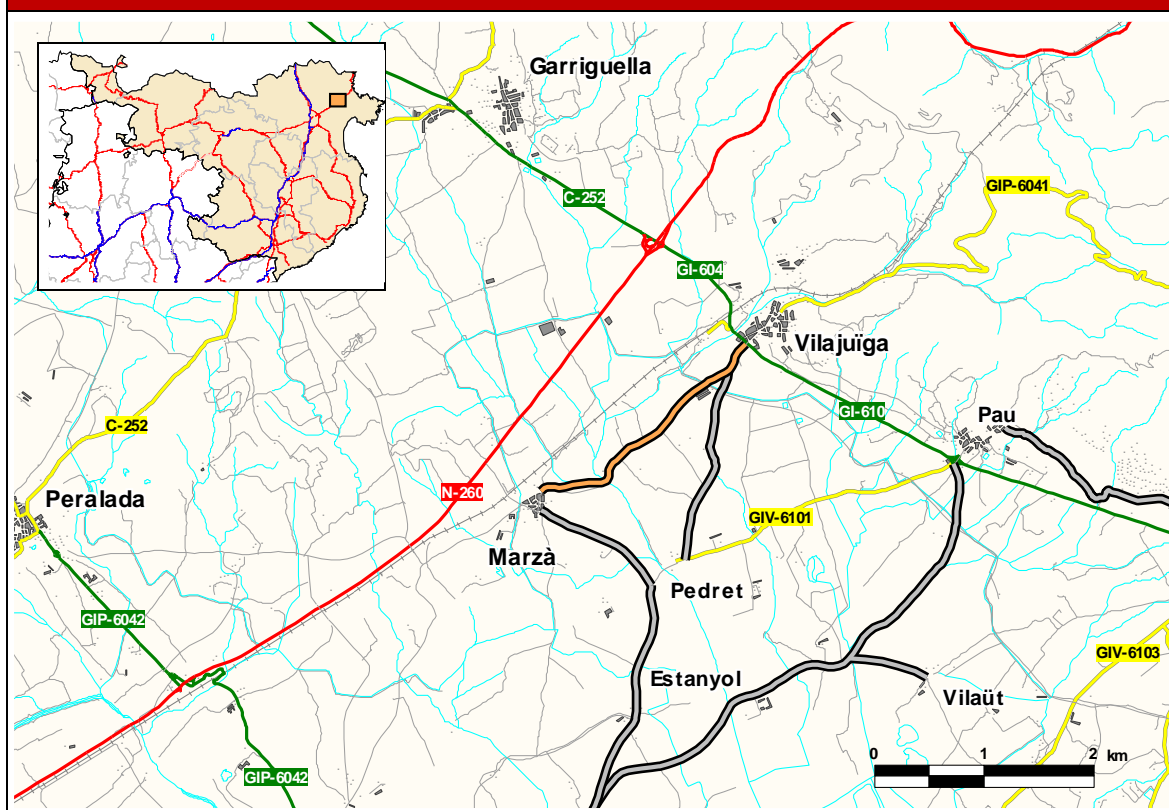 Garriguella
GIP-6041
C-252
GI-604
Vilajuïga
GI-610
Pau
C-252
Peralada
N-260
GIV-6101
Marzà
Pedret
GIP-6042
GIV-6103
Estanyol
Vilaüt
GIP-6042
0 1 2 km